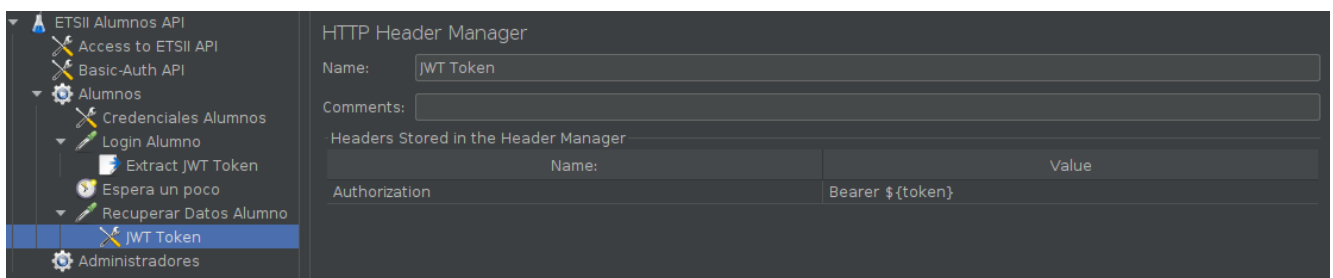 ETSII Alumnos API
Access to ETSII API
Basic-Auth API
Alumnos
Credenciales Alumnos
Login Alumno
Extract JWT Token
Espera un poco
Recuperar Datos Alumno
JWT Token
Administradores
HTTP Header Manager
Name: JWT Token
Comments:
Headers Stored in the Header Manager
Name: Value
Authorization Bearer ${token}